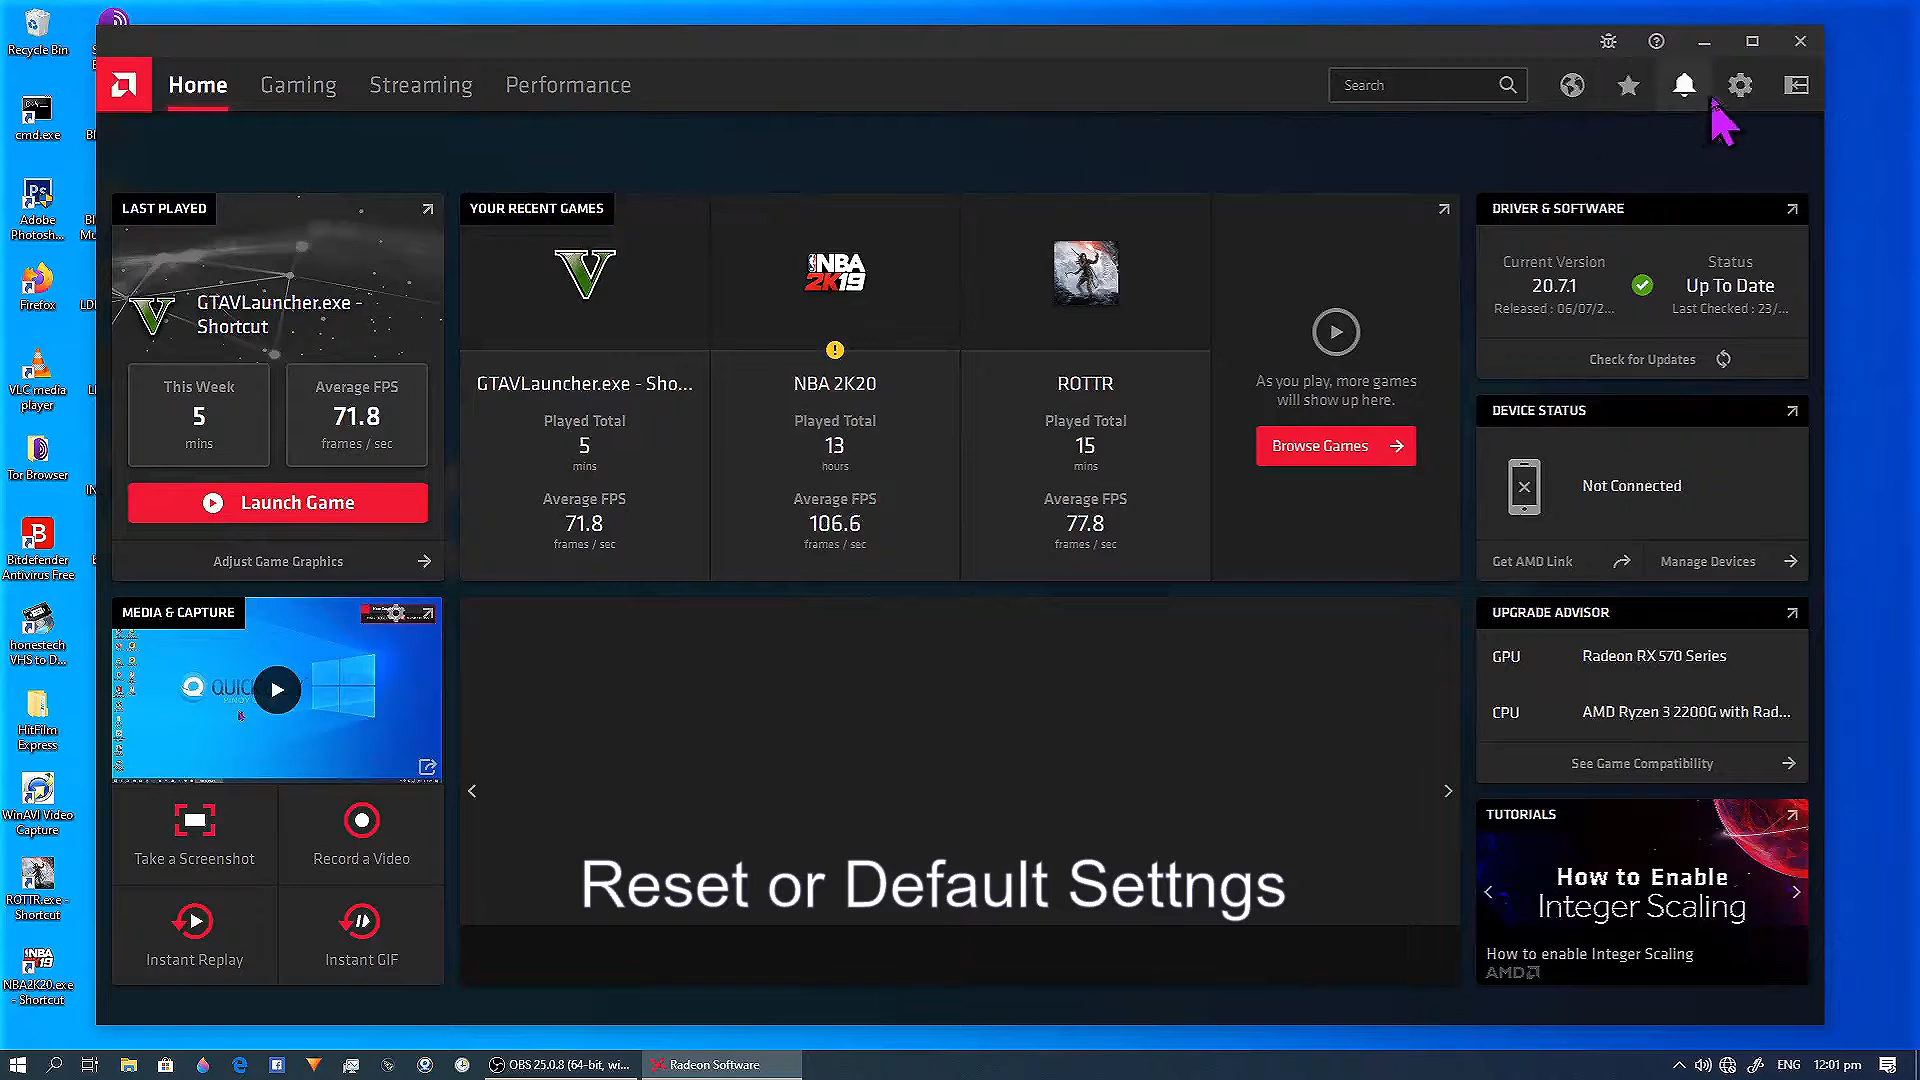 Recycle Bin
cmd.exe
Adobe
Photosh...
Firefox
VLC media
player
Tor Browser
Bitdefender
Antivirus Free
honestech
VHS to D...
HitFilm
Express
WinAVI Video
Capture
ROTTR.exe -
Shortcut
NBA2K20.exe
- Shortcut
Home
Gaming
Streaming
Performance
Search
LAST PLAYED
GTAVLauncher.exe -
Shortcut
This Week
5
mins
Average FPS
71.8
frames / sec
Launch Game
Adjust Game Graphics
YOUR RECENT GAMES
NBA
2K19
GTAVLauncher.exe - Sho...
Played Total
5
mins
Average FPS
71.8
frames / sec
NBA 2K20
Played Total
13
hours
Average FPS
106.6
frames / sec
ROTTR
Played Total
15
mins
Average FPS
77.8
frames / sec
As you play, more games
will show up here.
Browse Games
DRIVER & SOFTWARE
Current Version
20.7.1
Released : 06/07/2...
Status
Up To Date
Last Checked : 23/...
Check for Updates
DEVICE STATUS
Not Connected
Get AMD Link
Manage Devices
MEDIA & CAPTURE
Take a Screenshot
Record a Video
Instant Replay
Instant GIF
Reset or Default Settngs
UPGRADE ADVISOR
GPU
Radeon RX 570 Series
CPU
AMD Ryzen 3 2200G with Rad...
See Game Compatibility
TUTORIALS
How to Enable
Integer Scaling
How to enable Integer Scaling
AMD
OBS 25.0.8 (64-bit, wi...
Radeon Software
ENG
12:01 pm